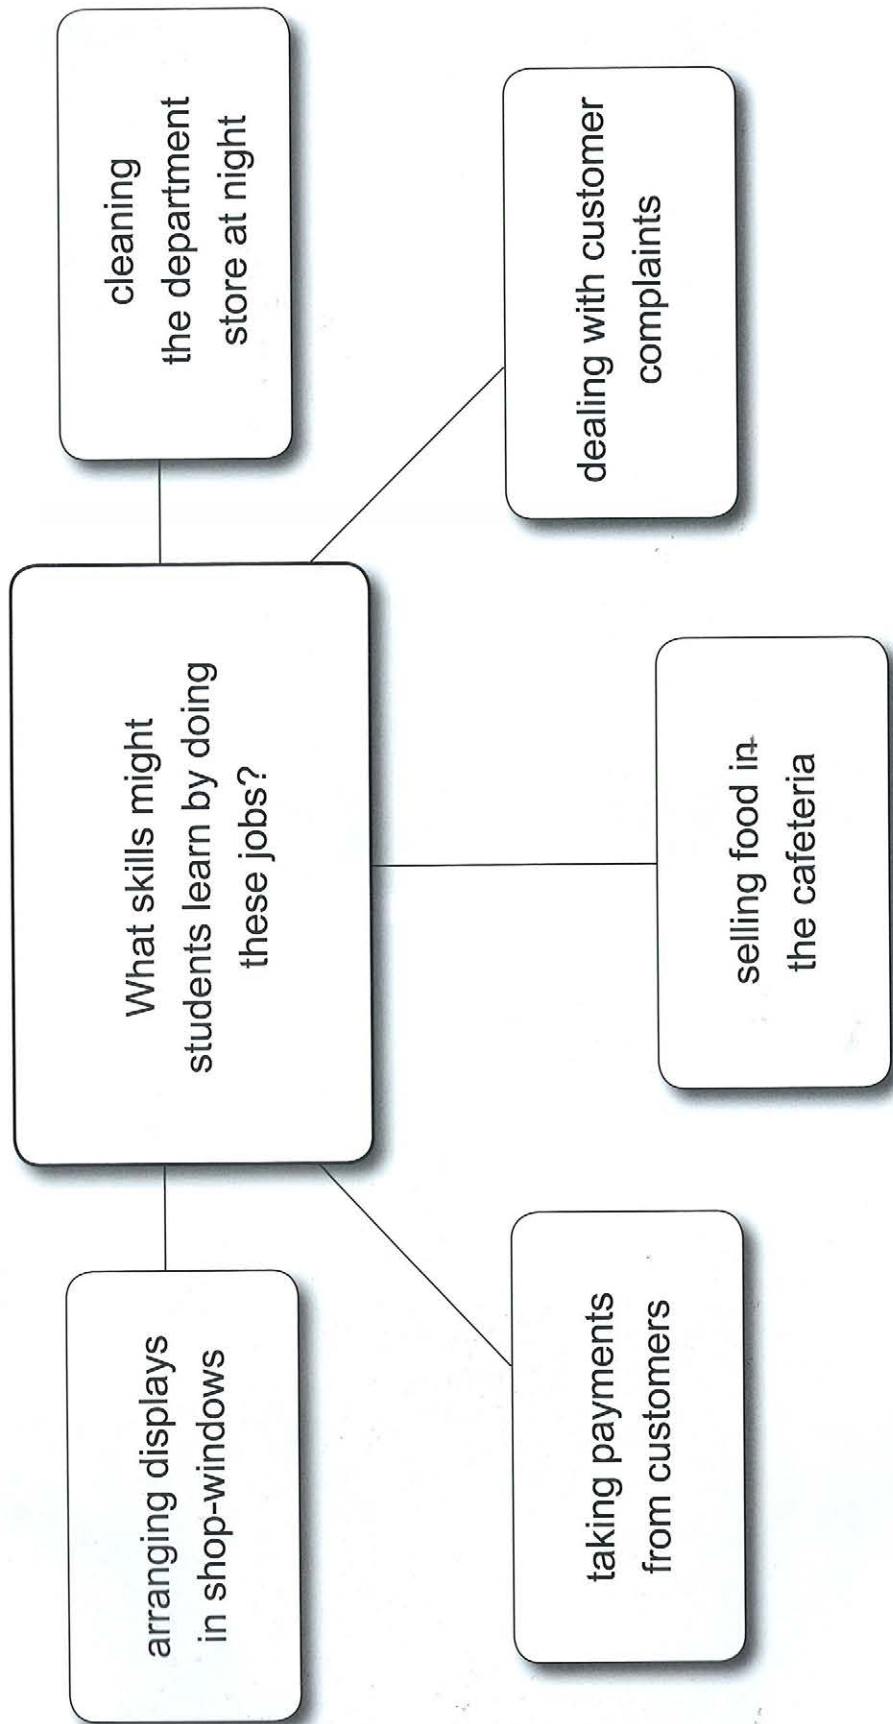 What skills might
students learn by doing
these jobs?
arranging displays
in shop-windows
cleaning
the department
store at night
taking payments
from customers
dealing with customer
complaints
selling food in
the cafeteria